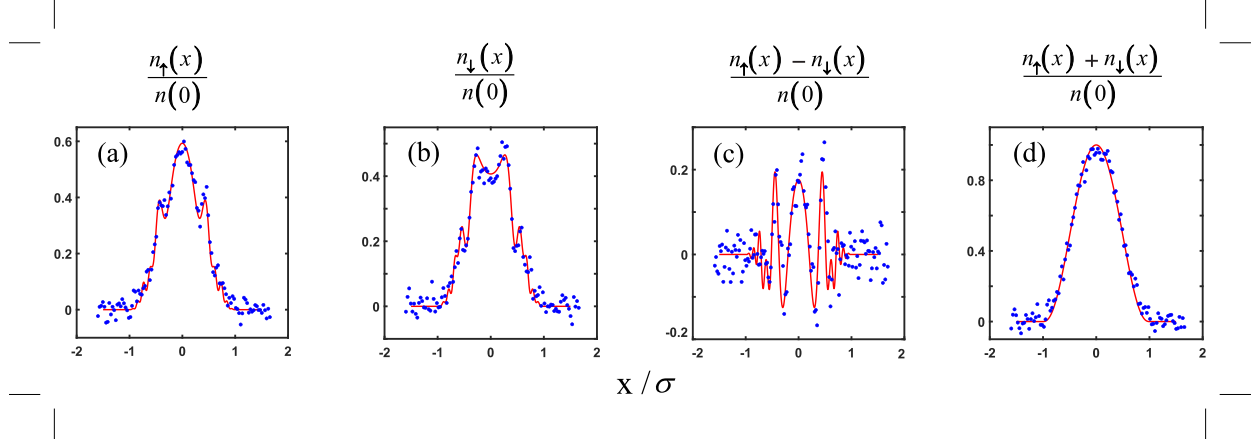 n↑(x) / n(0)
n↓(x) / n(0)
n↑(x) − n↓(x) / n(0)
n↑(x) + n↓(x) / n(0)
(a)
0.6
0.4
0.2
0
-2 -1 0 1 2
(b)
0.4
0.2
0
-2 -1 0 1 2
(c)
0.2
0
-0.2
-2 -1 0 1 2
(d)
0.8
0.4
0
-2 -1 0 1 2
x / σ